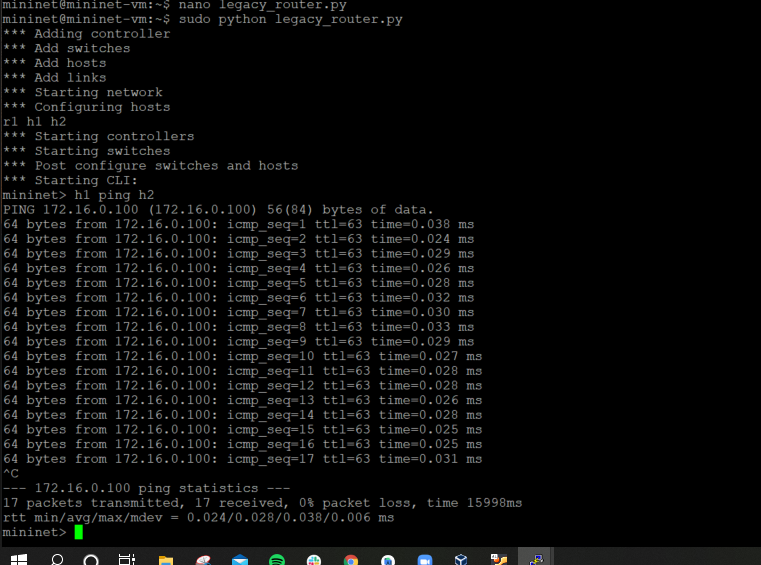 mininet@mininet-vm:~$ nano legacy_router.py
mininet@mininet-vm:~$ sudo python legacy_router.py
*** Adding controller
*** Add switches
*** Add hosts
*** Add links
*** Starting network
*** Configuring hosts
r1 h1 h2
*** Starting controllers
*** Starting switches
*** Post configure switches and hosts
*** Starting CLI:
mininet> h1 ping h2
PING 172.16.0.100 (172.16.0.100) 56(84) bytes of data.
64 bytes from 172.16.0.100: icmp_seq=1 ttl=63 time=0.038 ms
64 bytes from 172.16.0.100: icmp_seq=2 ttl=63 time=0.024 ms
64 bytes from 172.16.0.100: icmp_seq=3 ttl=63 time=0.029 ms
64 bytes from 172.16.0.100: icmp_seq=4 ttl=63 time=0.026 ms
64 bytes from 172.16.0.100: icmp_seq=5 ttl=63 time=0.028 ms
64 bytes from 172.16.0.100: icmp_seq=6 ttl=63 time=0.032 ms
64 bytes from 172.16.0.100: icmp_seq=7 ttl=63 time=0.030 ms
64 bytes from 172.16.0.100: icmp_seq=8 ttl=63 time=0.033 ms
64 bytes from 172.16.0.100: icmp_seq=9 ttl=63 time=0.029 ms
64 bytes from 172.16.0.100: icmp_seq=10 ttl=63 time=0.027 ms
64 bytes from 172.16.0.100: icmp_seq=11 ttl=63 time=0.028 ms
64 bytes from 172.16.0.100: icmp_seq=12 ttl=63 time=0.028 ms
64 bytes from 172.16.0.100: icmp_seq=13 ttl=63 time=0.026 ms
64 bytes from 172.16.0.100: icmp_seq=14 ttl=63 time=0.028 ms
64 bytes from 172.16.0.100: icmp_seq=15 ttl=63 time=0.025 ms
64 bytes from 172.16.0.100: icmp_seq=16 ttl=63 time=0.025 ms
64 bytes from 172.16.0.100: icmp_seq=17 ttl=63 time=0.031 ms
^C
--- 172.16.0.100 ping statistics ---
17 packets transmitted, 17 received, 0% packet loss, time 15998ms
rtt min/avg/max/mdev = 0.024/0.028/0.038/0.006 ms
mininet>